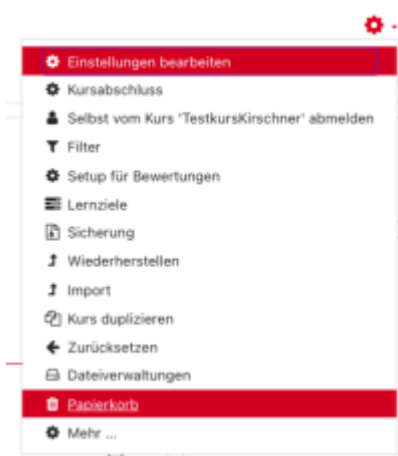 Einstellungen bearbeiten
Kursabschluss
Selbst vom Kurs 'TestkursKirschner' abmelden
Filter
Setup für Bewertungen
Lernziele
Sicherung
Wiederherstellen
Import
Kurs duplizieren
Zurücksetzen
Dateiverwaltungen
Papierkorb
Mehr ...